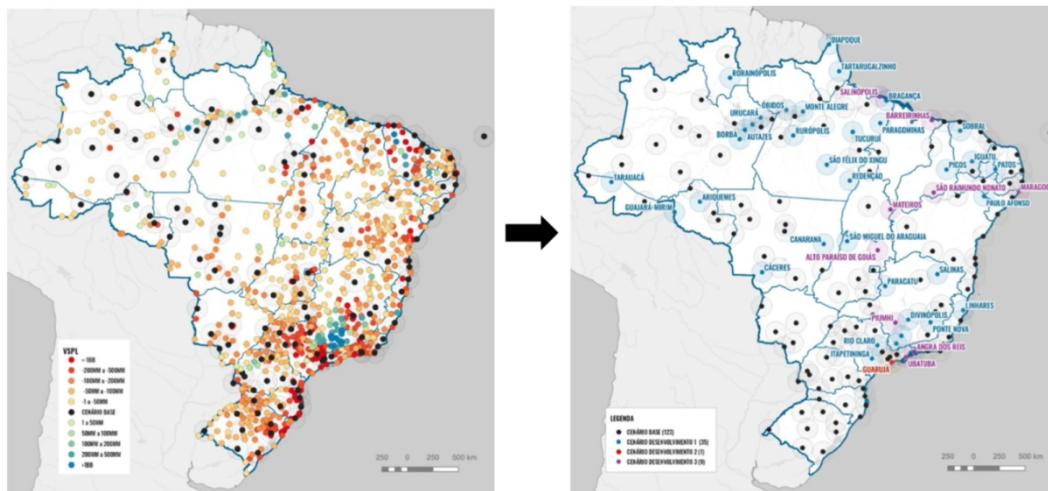 VSPL
-200MM a -500MM
-100MM a -200MM
-50MM a -100MM
-1 a -50MM
CENÁRIO BASE
1 a 50MM
50MM a 100MM
100MM a 200MM
200MM a 500MM
250 0 250 500 km
OIAPOQUE
TARTARUGALZINHO
RORAINÓPOLIS
SALINÓPOLIS
BRAGANÇA
ÓBIDOS
MONTE ALEGRE
URUCARÁ
BARREIRINHAS
BORBA
AUTAZES
RURÓPOLIS
PARAGOMINAS
TUCURUÍ
SOBRAL
SÃO FÉLIX DO XINGU
PICOS
IGUATU
PATOS
TARAUACÁ
REDENÇÃO
SÃO RAIMUNDO NONATO
MARAGOG
GUAJARÁ-MIRIM
ARIQUEMES
MATEIROS
PAULO AFONSO
CANARANA
SÃO MIGUEL DO ARAGUAIA
ALTO PARAÍSO DE GOIÁS
CÁCERES
PARACATU
SALINAS
LINHARES
PIUMHI
DIVINÓPOLIS
PONTE NOVA
RIO CLARO
ITAPETININGA
ANGRA DOS REIS
UBATUBA
GUARUJÁ
LEGENDA
CENÁRIO BASE (123)
CENÁRIO DESENVOLVIMENTO 1 (35)
CENÁRIO DESENVOLVIMENTO 2 (1)
CENÁRIO DESENVOLVIMENTO 3 (9)
250 0 250 500 km